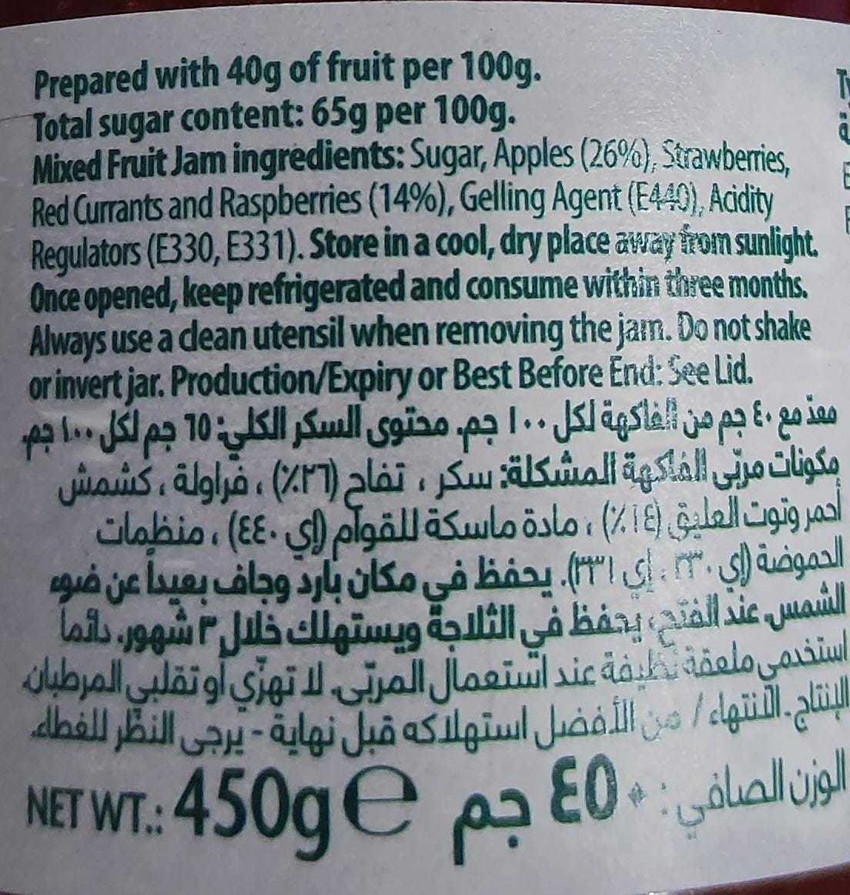 Prepared with 40g of fruit per 100g.
Total sugar content: 65g per 100g.
Mixed Fruit Jam ingredients: Sugar, Apples (26%), Strawberries,
Red Currants and Raspberries (14%), Gelling Agent (E440), Acidity
Regulators (E330, E331). Store in a cool, dry place away from sunlight.
Once opened, keep refrigerated and consume within three months.
Always use a clean utensil when removing the jam. Do not shake
or invert jar. Production/Expiry or Best Before End: See Lid.
معدّ مع ٤٠ جم من الفاكهة لكل ١٠٠ جم. محتوى السكر الكلي: ٦٥ جم لكل ١٠٠ جم
مكونات مربّى الفاكهة المشكلة: سكر ، تفاح (٢٦٪) ، فراولة ، كشمش
أحمر وتوت العليق (١٤٪) ، مادة ماسكة للقوام (إي ٤٤٠) ، منظمات
الحموضة (إي ٣٣٠ ، إي ٣٣١). يحفظ في مكان بارد وجاف بعيداً عن ضوء
الشمس. عند الفتح، يحفظ في الثلاجة ويستهلك خلال ٣ شهور. دائماً
استخدمي ملعقة نظيفة عند استعمال المربّى. لا تهزّي أو تقلبي المرطبان.
الإنتاج. الانتهاء / من الأفضل استهلاكه قبل نهاية - يرجى النظر للغطاء.
NET WT.: 450g e الوزن الصافي: ٤٥٠ جم